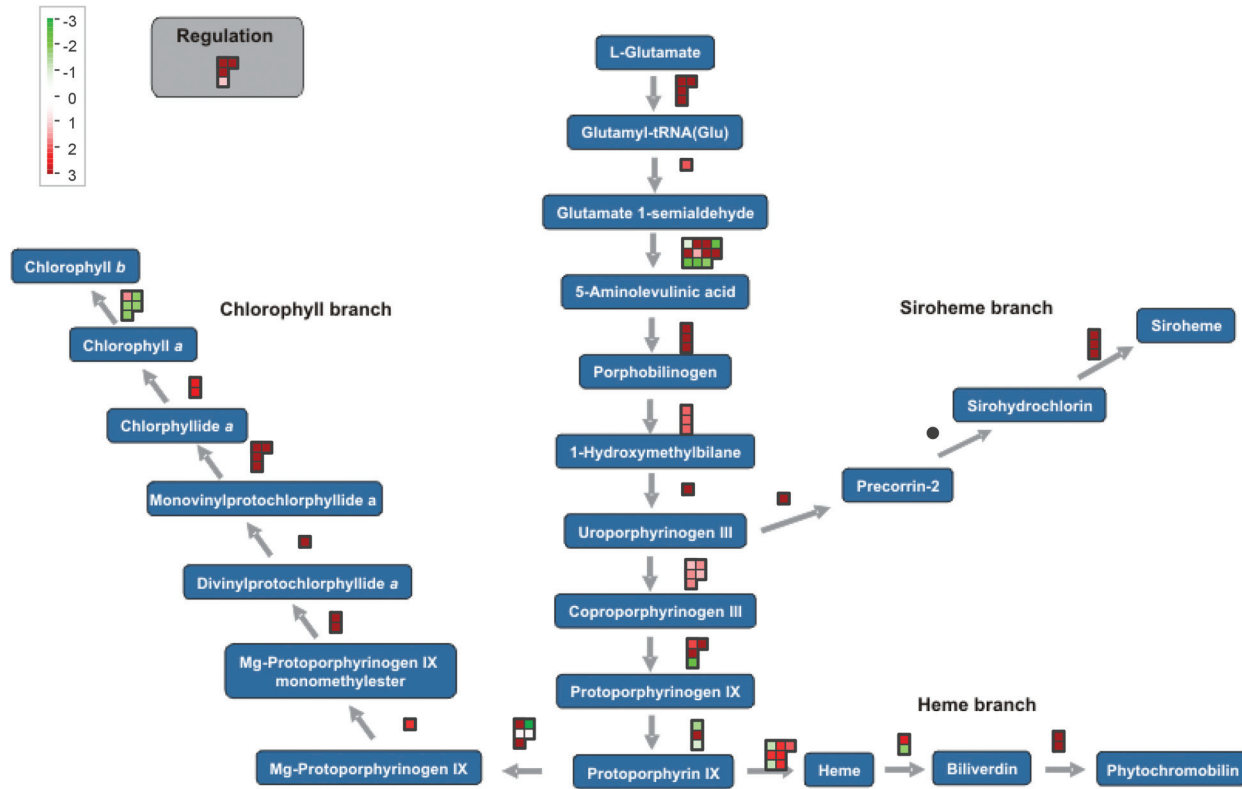 -3
-2
-1
0
1
2
3
Regulation
L-Glutamate
Glutamyl-tRNA(Glu)
Glutamate 1-semialdehyde
5-Aminolevulinic acid
Porphobilinogen
1-Hydroxymethylbilane
Uroporphyrinogen III
Coproporphyrinogen III
Protoporphyrinogen IX
Protoporphyrin IX
Chlorophyll branch
Chlorophyll b
Chlorophyll a
Chlorphyllide a
Monovinylprotochlorphyllide a
Divinylprotochlorphyllide a
Mg-Protoporphyrinogen IX
monomethylester
Mg-Protoporphyrinogen IX
Siroheme branch
Siroheme
Sirohydrochlorin
Precorrin-2
Heme branch
Heme
Biliverdin
Phytochromobilin